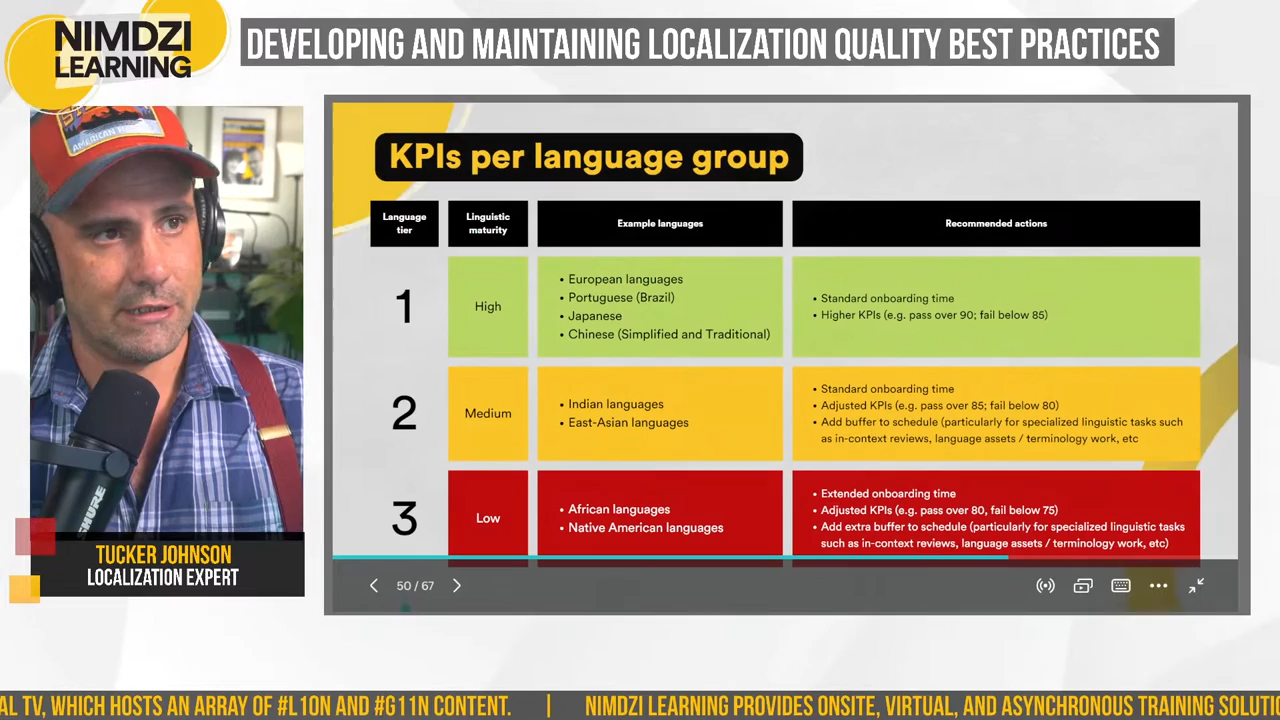 NIMDZI
LEARNING
DEVELOPING AND MAINTAINING LOCALIZATION QUALITY BEST PRACTICES
KPIs per language group
Language
tier
Linguistic
maturity
Example languages
Recommended actions
1
High
• European languages
• Portuguese (Brazil)
• Japanese
• Chinese (Simplified and Traditional)
• Standard onboarding time
• Higher KPIs (e.g. pass over 90; fail below 85)
2
Medium
• Indian languages
• East-Asian languages
• Standard onboarding time
• Adjusted KPIs (e.g. pass over 85; fail below 80)
• Add buffer to schedule (particularly for specialized linguistic tasks such
as in-context reviews, language assets / terminology work, etc
3
Low
• African languages
• Native American languages
• Extended onboarding time
• Adjusted KPIs (e.g. pass over 80, fail below 75)
• Add extra buffer to schedule (particularly for specialized linguistic tasks
such as in-context reviews, language assets / terminology work, etc)
50 / 67
SHURE
TUCKER JOHNSON
LOCALIZATION EXPERT
AL TV, WHICH HOSTS AN ARRAY OF #L10N AND #G11N CONTENT. | NIMDZI LEARNING PROVIDES ONSITE, VIRTUAL, AND ASYNCHRONOUS TRAINING SOLUTI